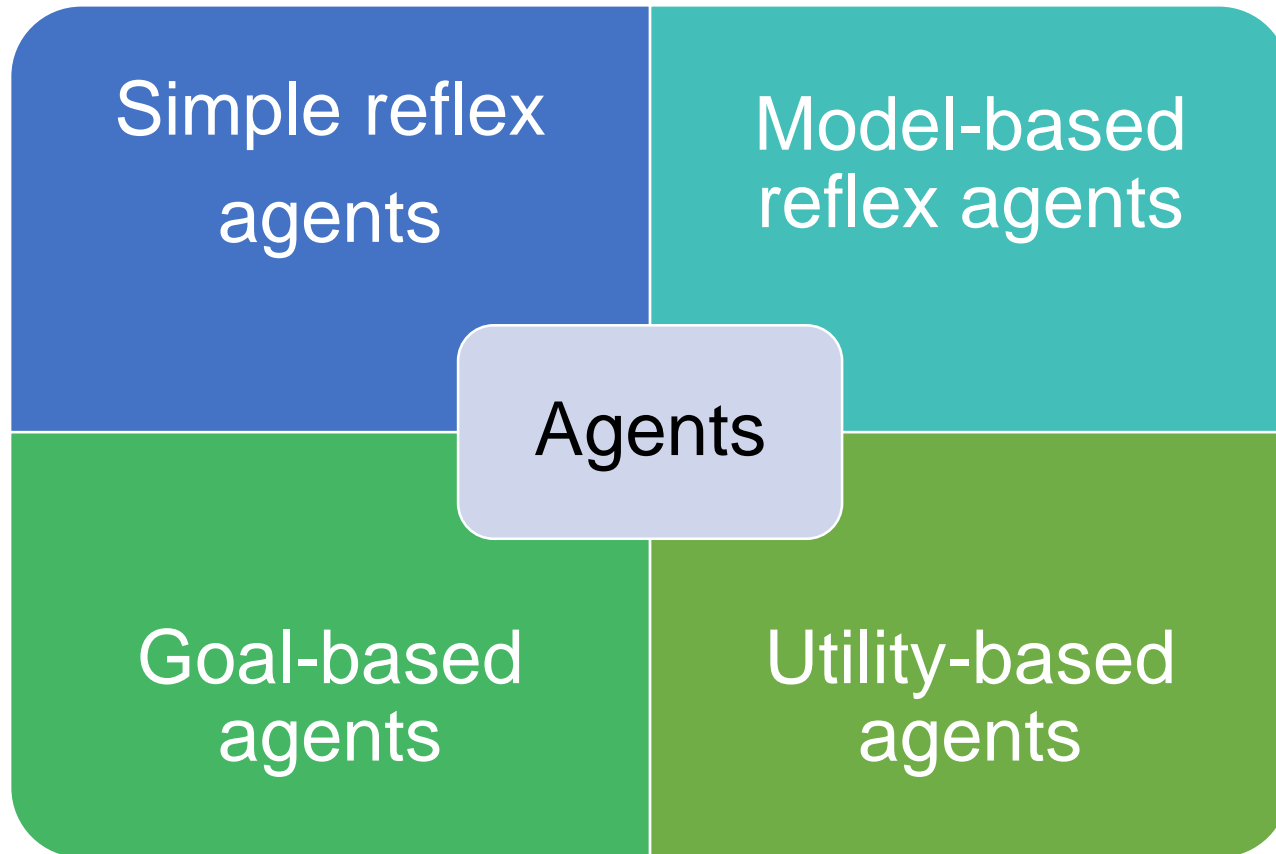 Simple reflex
agents
Model-based
reflex agents
Agents
Goal-based
agents
Utility-based
agents